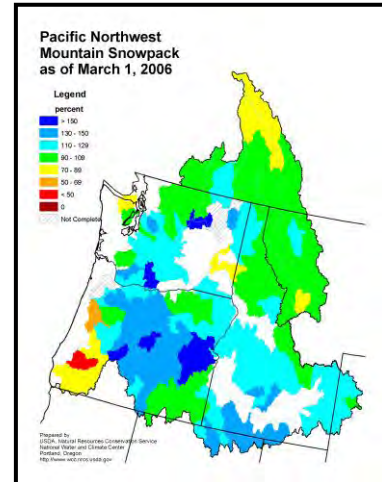 Pacific Northwest
Mountain Snowpack
as of March 1, 2006
Legend
percent
> 150
130 - 150
110 - 129
90 - 109
70 - 89
50 - 69
< 50
0
Not Complete
Prepared by
USDA, Natural Resources Conservation Service
National Water and Climate Center
Portland, Oregon
http://www.wcc.nrcs.usda.gov